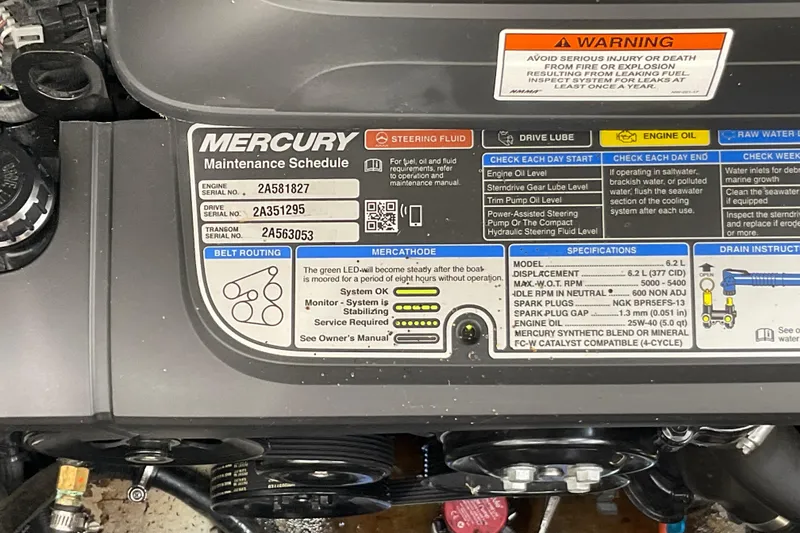 WARNING
AVOID SERIOUS INJURY OR DEATH
FROM FIRE OR EXPLOSION
RESULTING FROM LEAKING FUEL.
INSPECT SYSTEM FOR LEAKS AT
LEAST ONCE A YEAR.
NMMA
MERCURY
Maintenance Schedule
STEERING FLUID
DRIVE LUBE
ENGINE OIL
RAW WATER
For fuel, oil and fluid
requirements, refer
to operation and
maintenance manual.
ENGINE
SERIAL NO. 2A581827
DRIVE
SERIAL NO. 2A351295
TRANSOM
SERIAL NO. 2A563053
CHECK EACH DAY START
Engine Oil Level
Sterndrive Gear Lube Level
Trim Pump Oil Level
Power-Assisted Steering
Pump Or The Compact
Hydraulic Steering Fluid Level
CHECK EACH DAY END
If operating in saltwater,
brackish water, or polluted
water, flush the seawater
section of the cooling
system after each use.
CHECK WEEK
Water inlets for deb
marine growth
Clean the seawater
if equipped
Inspect the sterndri
and replace if erode
or more.
BELT ROUTING
MERCATHODE
The green LED will become steady after the boat
is moored for a period of eight hours without operation.
System OK
Monitor - System is
Stabilizing
Service Required
See Owner's Manual
SPECIFICATIONS
MODEL 6.2 L
DISPLACEMENT 6.2 L (377 CID)
MAX. W.O.T. RPM 5000 - 5400
IDLE RPM IN NEUTRAL 600 NON ADJ
SPARK PLUGS NGK BPR5EFS-13
SPARK PLUG GAP 1.3 mm (0.051 in)
ENGINE OIL 25W-40 (5.0 qt)
MERCURY SYNTHETIC BLEND OR MINERAL
FC-W CATALYST COMPATIBLE (4-CYCLE)
DRAIN INSTRUCT
OPEN
See o
water